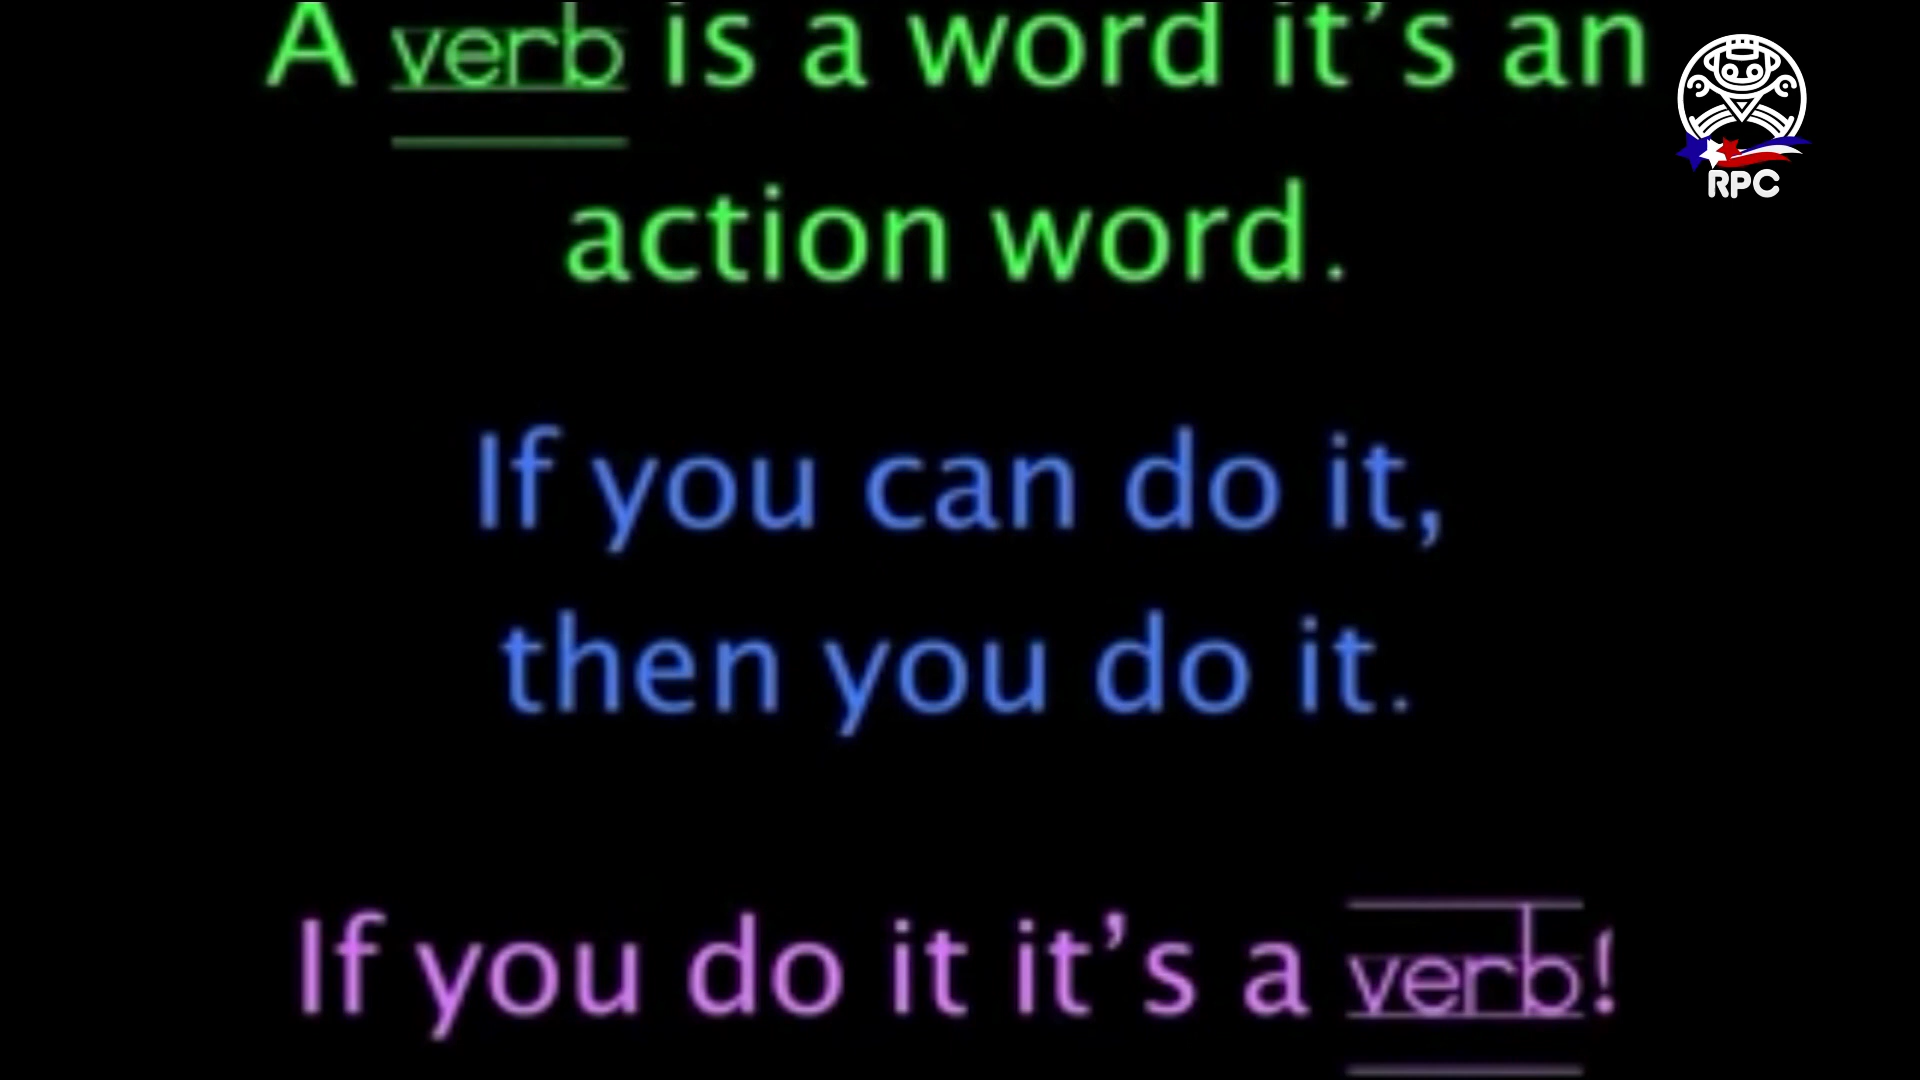 A verb is a word it's an
action word.
If you can do it,
then you do it.
If you do it it's a verb!
RPC